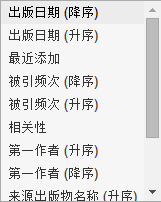 出版日期 (降序)
出版日期 (升序)
最近添加
被引频次 (降序)
被引频次 (升序)
相关性
第一作者 (升序)
第一作者 (降序)
来源出版物名称 (升序)